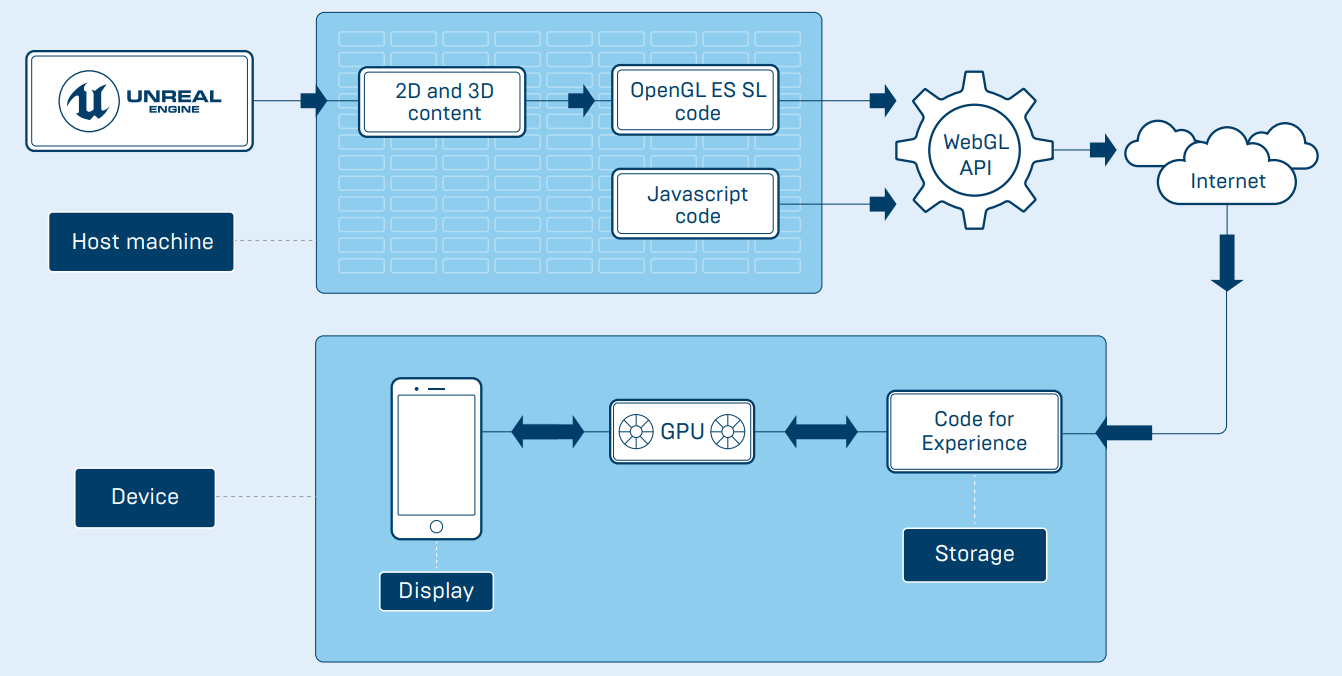 UNREAL
ENGINE
2D and 3D
content
OpenGL ES SL
code
Javascript
code
WebGL
API
Internet
Host machine
Code for
Experience
GPU
Device
Storage
Display